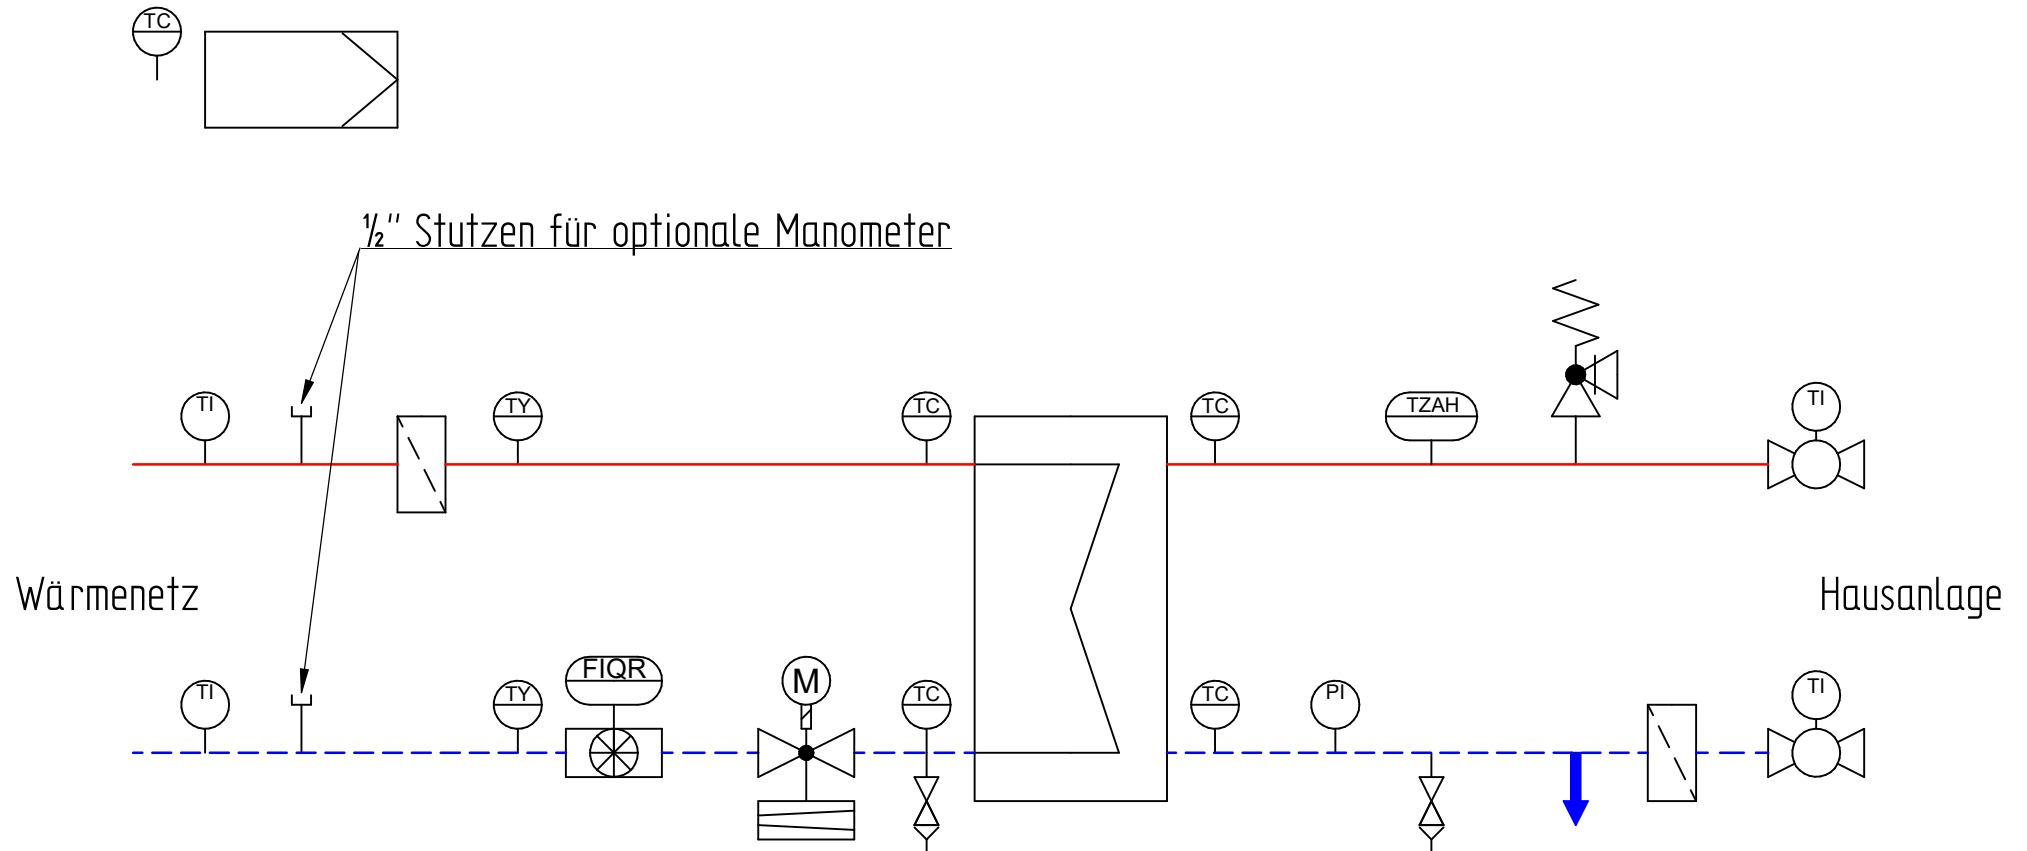 TC
½" Stutzen für optionale Manometer
TI
TY
TC
TC
TZAH
TI
Wärmenetz
Hausanlage
TI
TY
FIQR
M
TC
TC
PI
TI